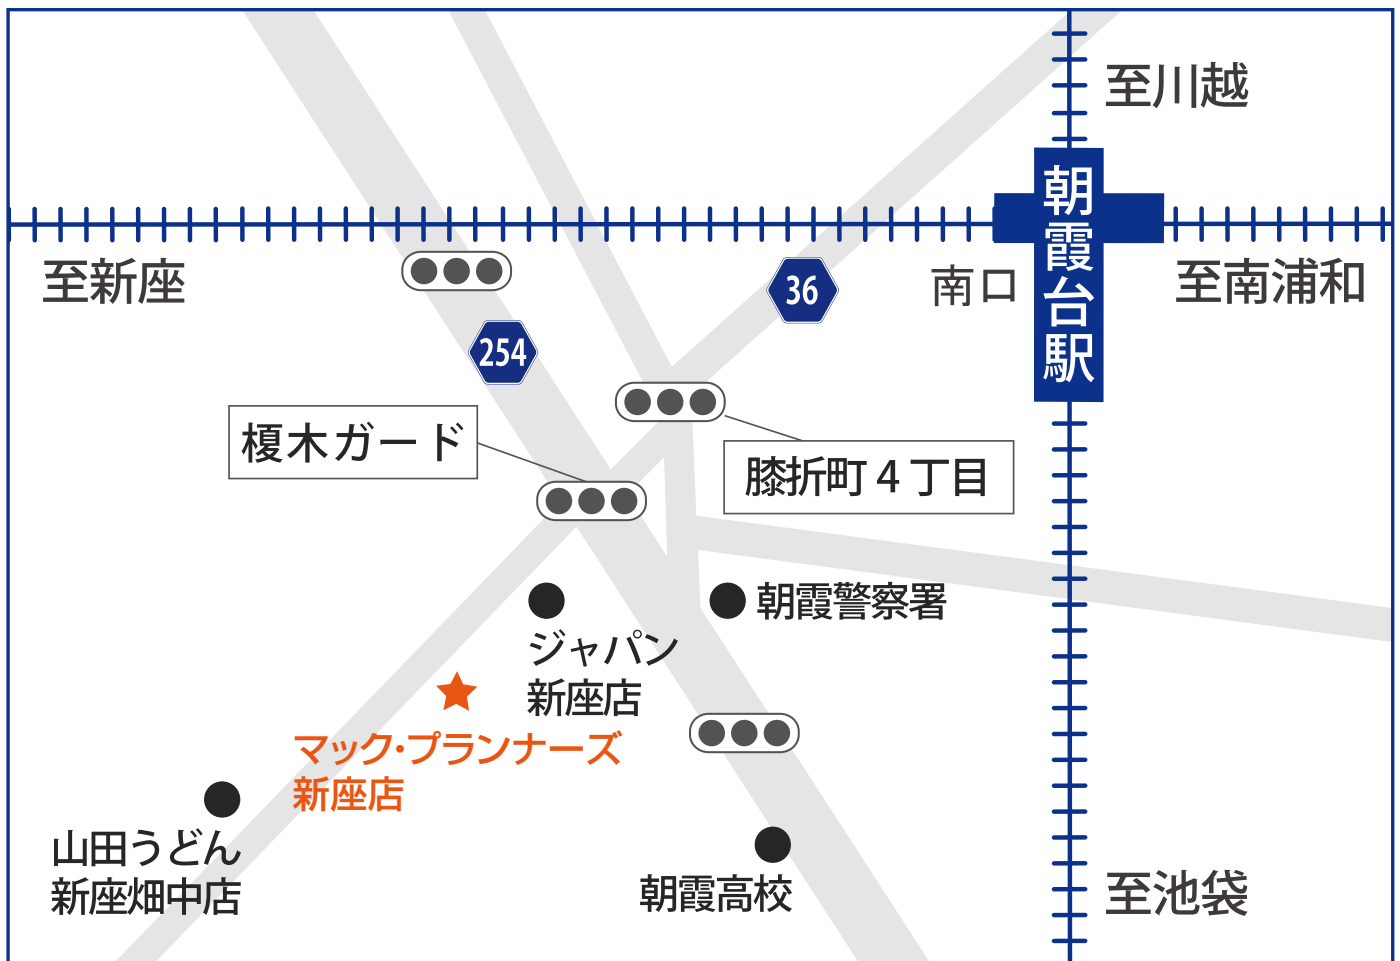 至川越
朝霞台駅
至新座
南口
至南浦和
36
254
榎木ガード
膝折町4丁目
朝霞警察署
ジャパン
新座店
マック・プランナーズ
新座店
山田うどん
新座畑中店
朝霞高校
至池袋